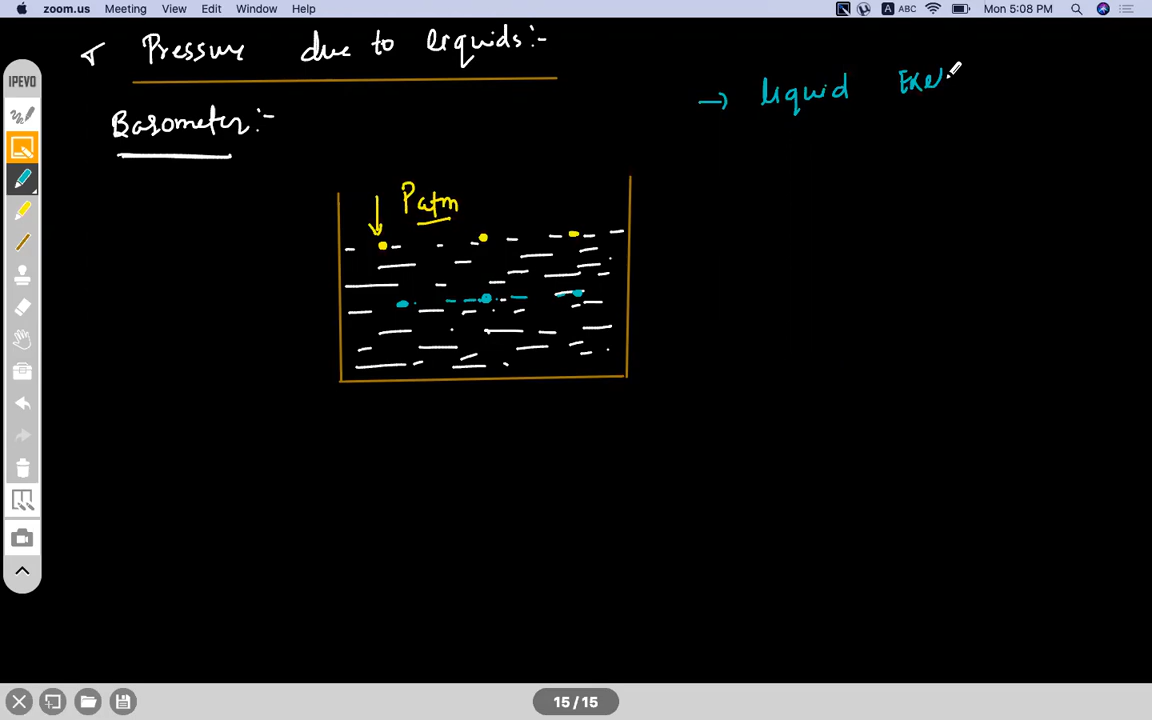 zoom.us Meeting View Edit Window Help A ABC Mon 5:08 PM
Pressure due to liquids:-
IPEVO
→ liquid Exe
Barometer:-
Patm
15/15